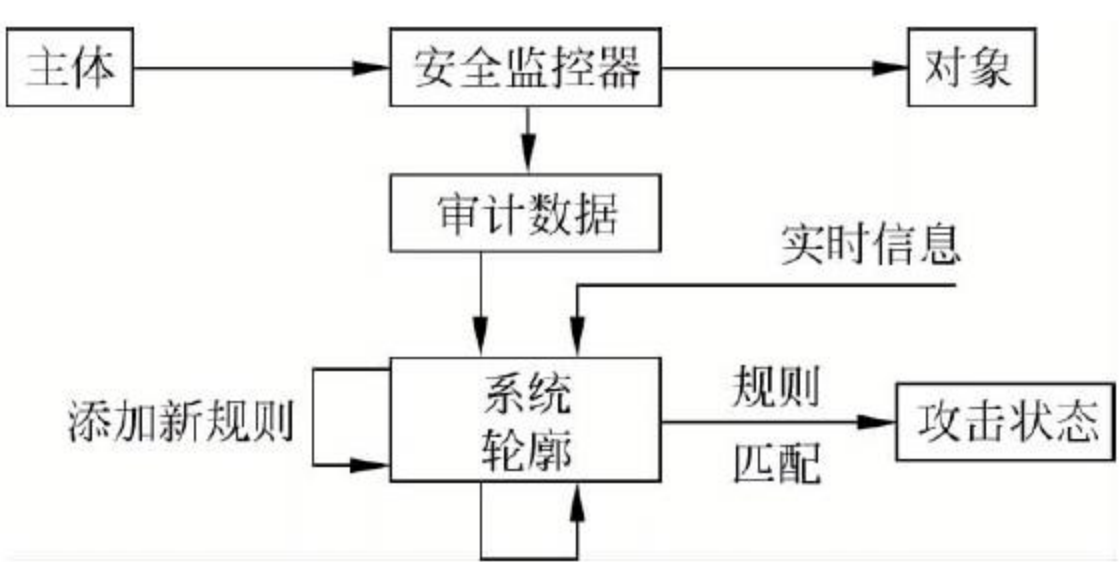 主体
安全监控器
对象
审计数据
实时信息
添加新规则
系统
轮廓
规则
匹配
攻击状态